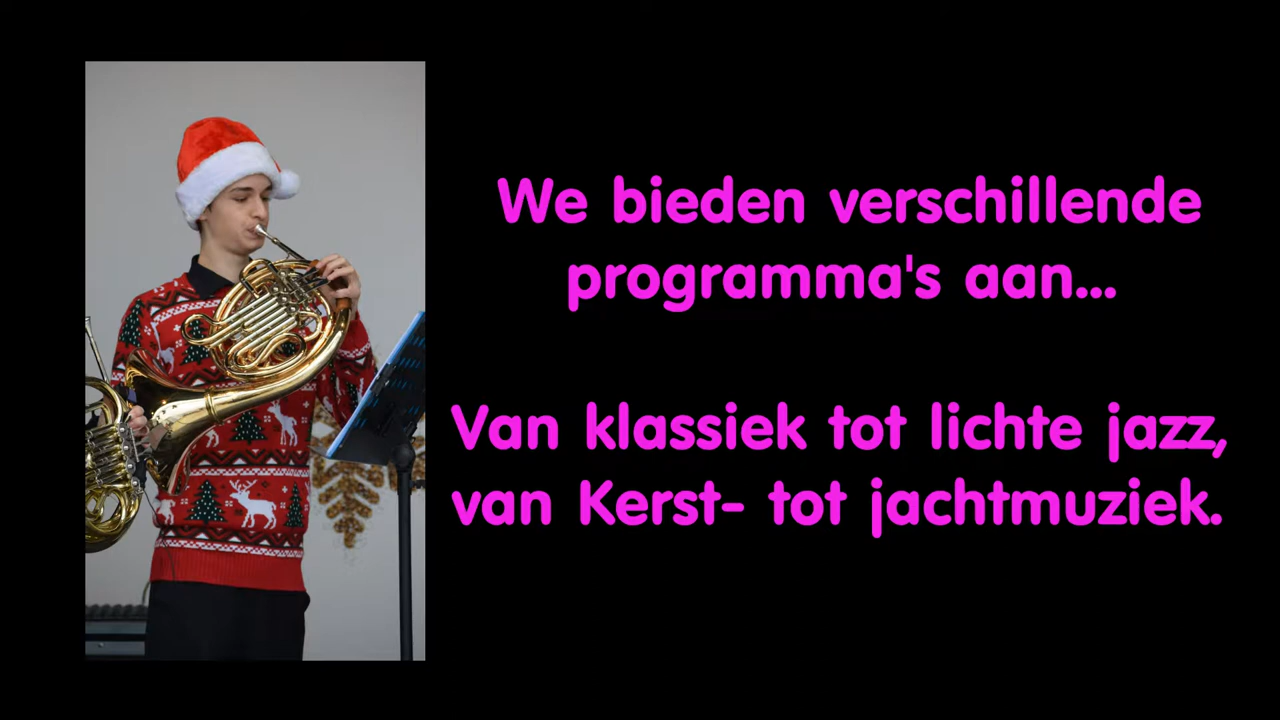 We bieden verschillende
programma's aan...
Van klassiek tot lichte jazz,
van Kerst- tot jachtmuziek.